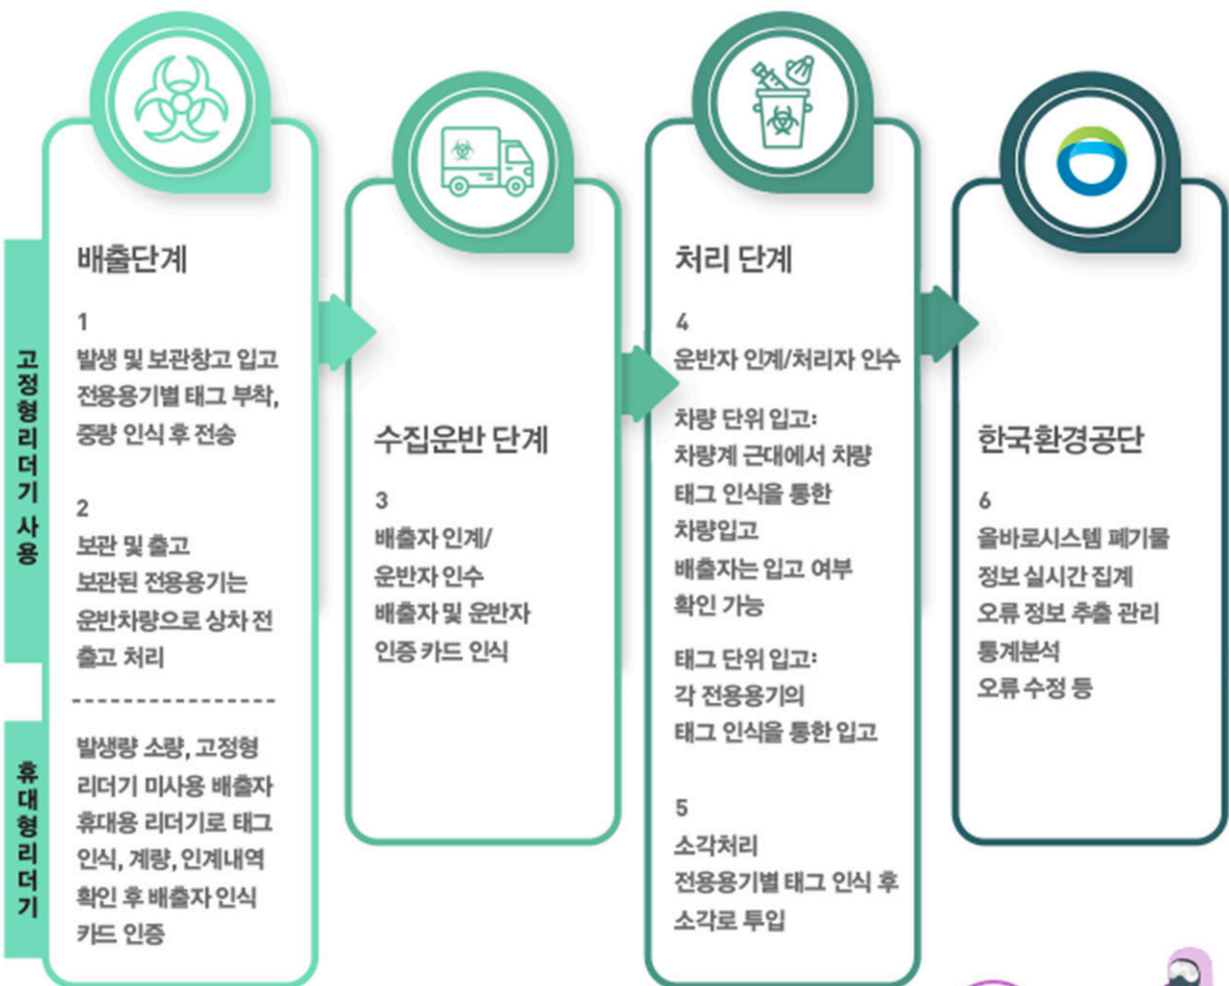 고정형리더기 사용
배출단계
1
발생 및 보관창고 입고
전용용기별 태그 부착,
중량 인식 후 전송
2
보관 및 출고
보관된 전용용기는
운반차량으로 상차 전
출고 처리
휴대형리더기
발생량 소량, 고정형
리더기 미사용 배출자
휴대용 리더기로 태그
인식, 계량, 인계내역
확인 후 배출자 인식
카드 인증
수집운반 단계
3
배출자 인계/
운반자 인수
배출자 및 운반자
인증 카드 인식
처리 단계
4
운반자 인계/처리자 인수
차량 단위 입고:
차량계 근대에서 차량
태그 인식을 통한
차량입고
배출자는 입고 여부
확인 가능
태그 단위 입고:
각 전용용기의
태그 인식을 통한 입고
5
소각처리
전용용기별 태그 인식 후
소각로 투입
한국환경공단
6
올바로시스템 폐기물
정보 실시간 집계
오류 정보 추출 관리
통계분석
오류 수정 등